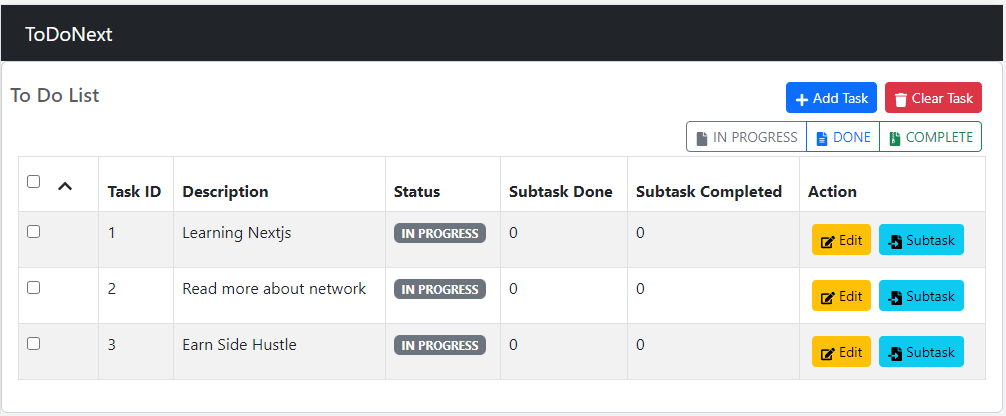 ToDoNext
To Do List
Add Task Clear Task
IN PROGRESS DONE COMPLETE
Task ID Description Status Subtask Done Subtask Completed Action
1 Learning Nextjs IN PROGRESS 0 0 Edit Subtask
2 Read more about network IN PROGRESS 0 0 Edit Subtask
3 Earn Side Hustle IN PROGRESS 0 0 Edit Subtask